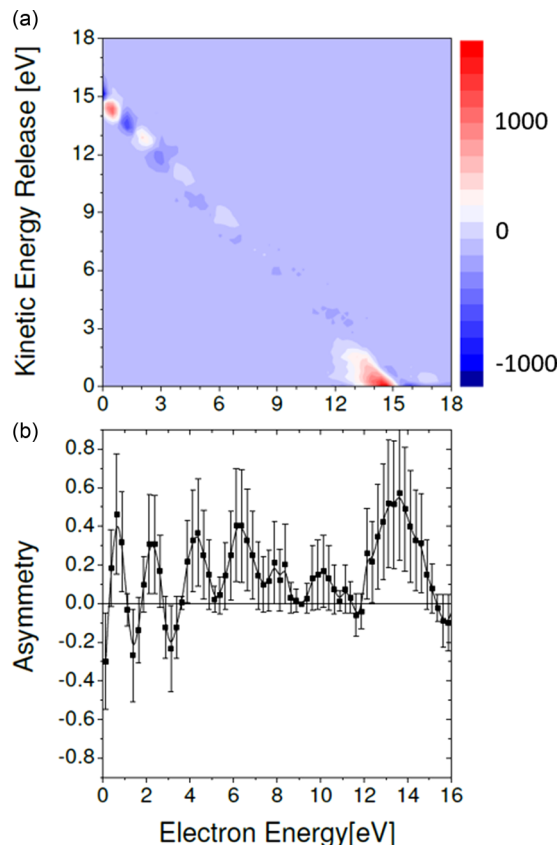 (a)
Kinetic Energy Release [eV]
18
15
12
9
6
3
0
0 3 6 9 12 15 18
1000
0
-1000
(b)
Asymmetry
0.8
0.6
0.4
0.2
0.0
-0.2
-0.4
-0.6
-0.8
0 2 4 6 8 10 12 14 16
Electron Energy[eV]